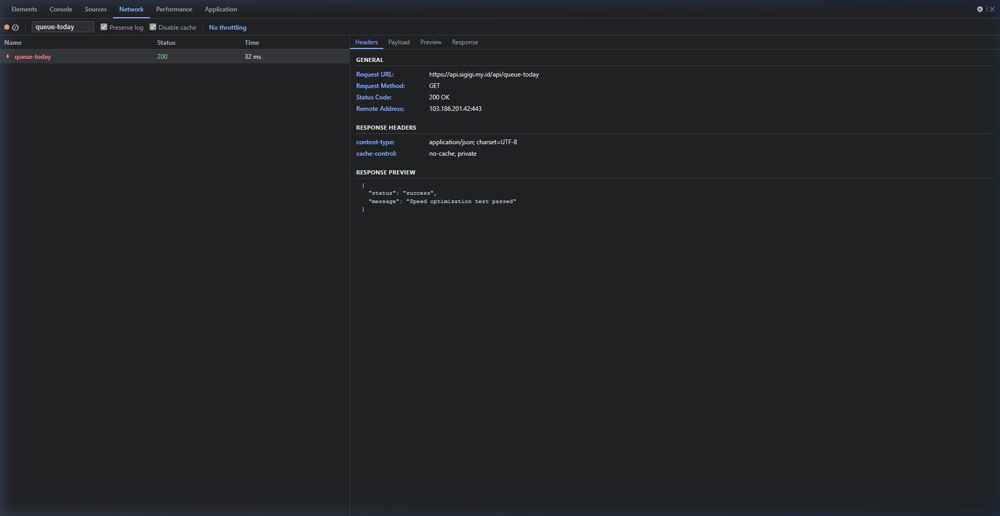 Elements Console Sources Network Performance Application
queue-today Preserve log Disable cache No throttling
Name Status Time
queue-today 200 32 ms
Headers Payload Preview Response
GENERAL
Request URL: https://api.sigigi.my.id/api/queue-today
Request Method: GET
Status Code: 200 OK
Remote Address: 103.186.201.42:443
RESPONSE HEADERS
content-type: application/json; charset=UTF-8
cache-control: no-cache, private
RESPONSE PREVIEW
{
"status": "success",
"message": "Speed optimization test passed"
}